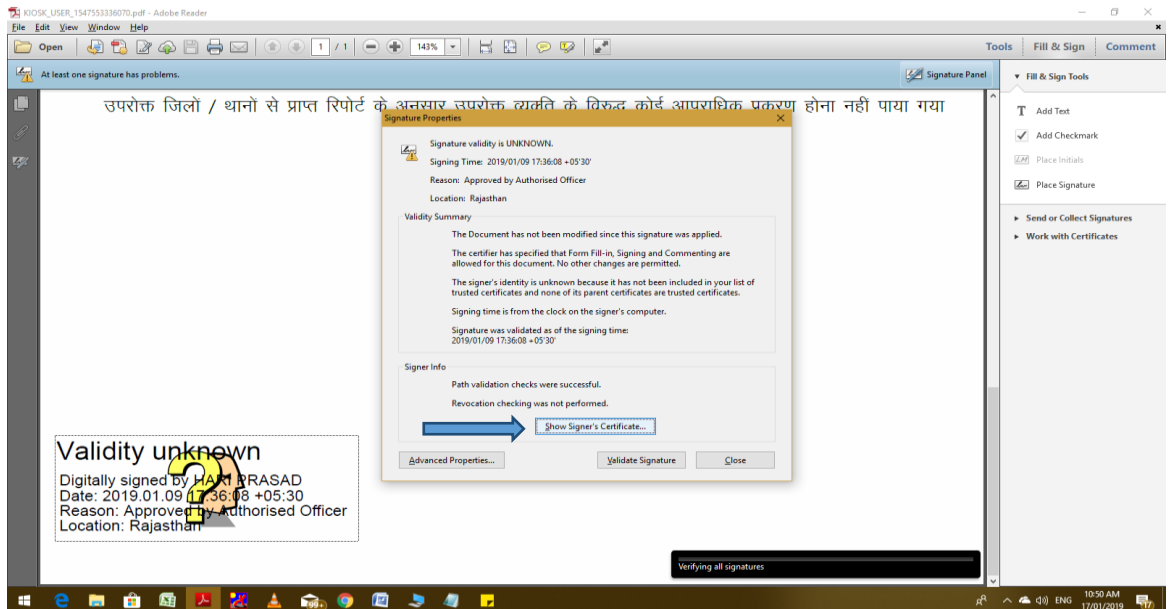 KIOSK_USER_1547553336070.pdf - Adobe Reader
File Edit View Window Help
Open 1 / 1 143% Tools Fill & Sign Comment
At least one signature has problems. Signature Panel
उपरोक्त जिलों / थानों से प्राप्त रिपोर्ट के अनुसार उपरोक्त व्यक्ति के विरुद्ध कोई आपराधिक प्रकरण होना नहीं पाया गया
Signature Properties
Signature validity is UNKNOWN.
Signing Time: 2019/01/09 17:36:08 +05'30'
Reason: Approved by Authorised Officer
Location: Rajasthan
Validity Summary
The Document has not been modified since this signature was applied.
The certifier has specified that Form Fill-in, Signing and Commenting are
allowed for this document. No other changes are permitted.
The signer's identity is unknown because it has not been included in your list of
trusted certificates and none of its parent certificates are trusted certificates.
Signing time is from the clock on the signer's computer.
Signature was validated as of the signing time:
2019/01/09 17:36:08 +05'30'
Signer Info
Path validation checks were successful.
Revocation checking was not performed.
Show Signer's Certificate...
Advanced Properties... Validate Signature Close
Validity unknown
Digitally signed by HARI PRASAD
Date: 2019.01.09 17:36:08 +05:30
Reason: Approved by Authorised Officer
Location: Rajasthan
Verifying all signatures
Fill & Sign Tools
Add Text
Add Checkmark
Place Initials
Place Signature
Send or Collect Signatures
Work with Certificates
99+
ENG 10:50 AM
17/01/2019